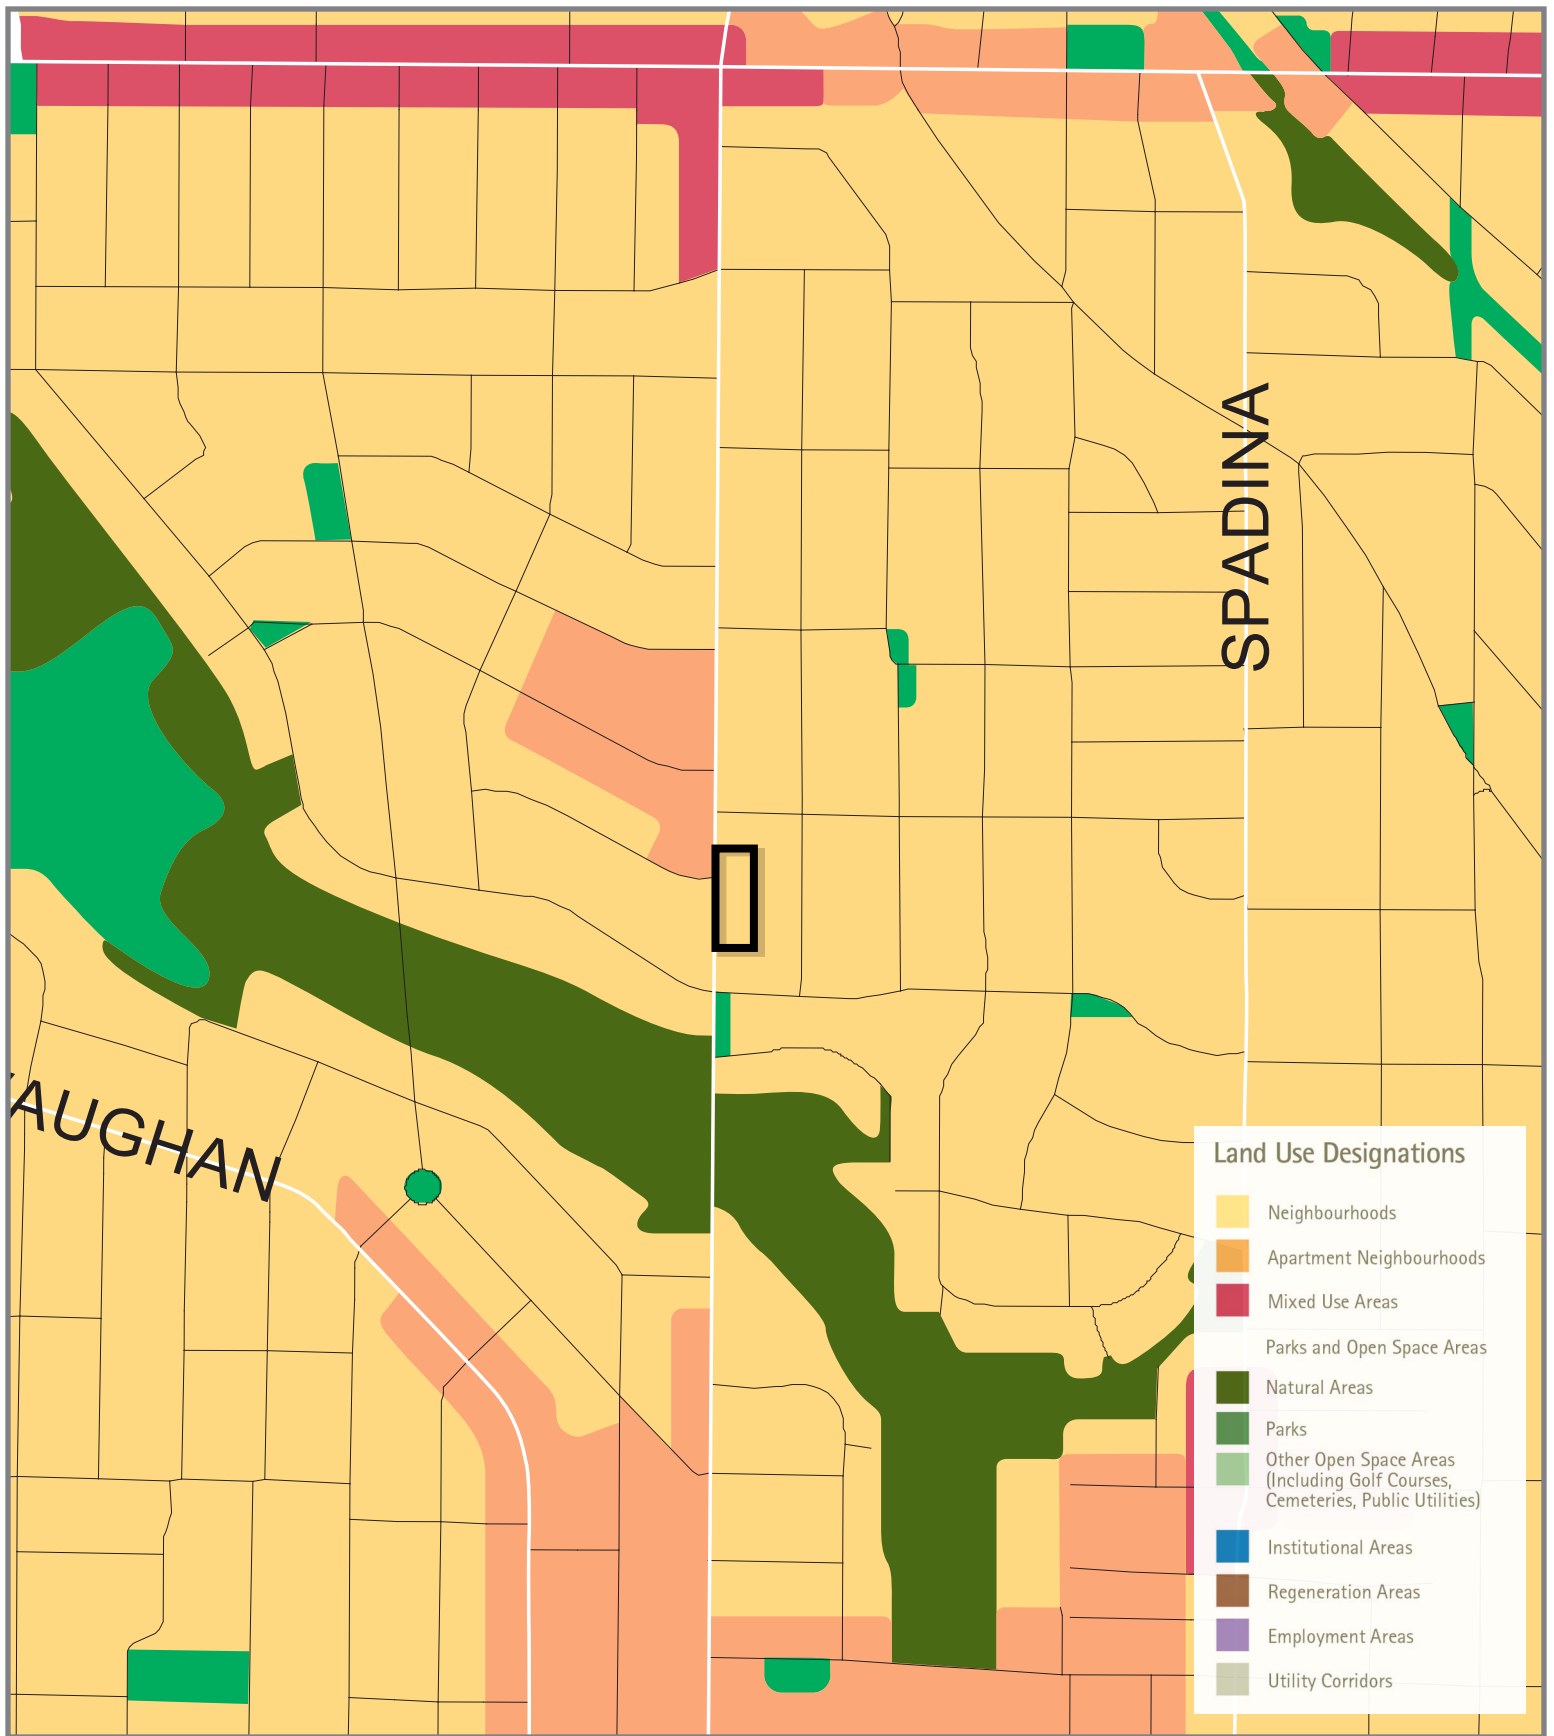 SPADINA
VAUGHAN
Land Use Designations
Neighbourhoods
Apartment Neighbourhoods
Mixed Use Areas
Parks and Open Space Areas
Natural Areas
Parks
Other Open Space Areas
(Including Golf Courses,
Cemeteries, Public Utilities)
Institutional Areas
Regeneration Areas
Employment Areas
Utility Corridors